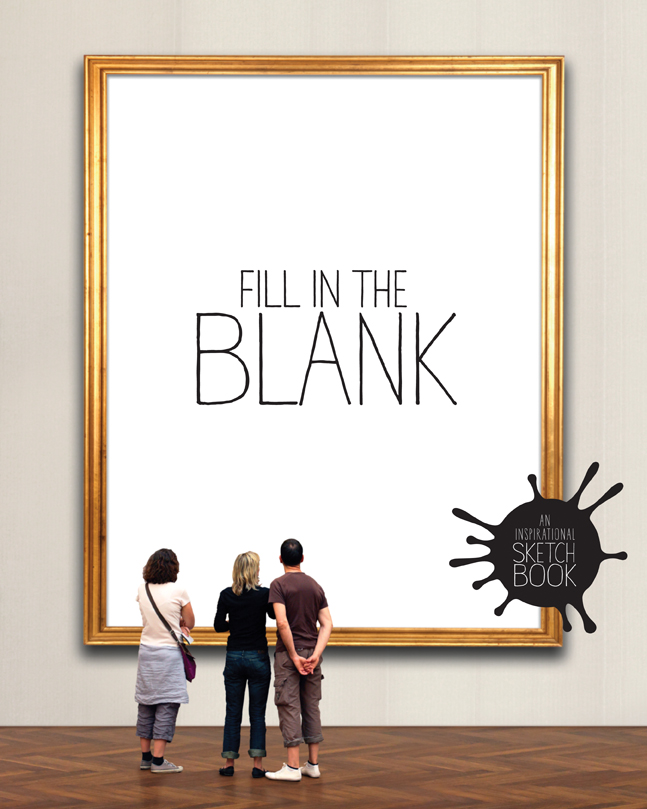 FILL IN THE
BLANK
AN
INSPIRATIONAL
SKETCH
BOOK